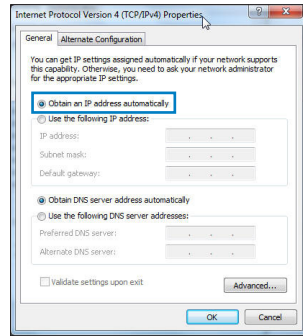 Internet Protocol Version 4 (TCP/IPv4) Properties
General
Alternate Configuration
You can get IP settings assigned automatically if your network supports
this capability. Otherwise, you need to ask your network administrator
for the appropriate IP settings.
Obtain an IP address automatically
Use the following IP address:
IP address:
Subnet mask:
Default gateway:
Obtain DNS server address automatically
Use the following DNS server addresses:
Preferred DNS server:
Alternate DNS server:
Validate settings upon exit
Advanced...
OK
Cancel